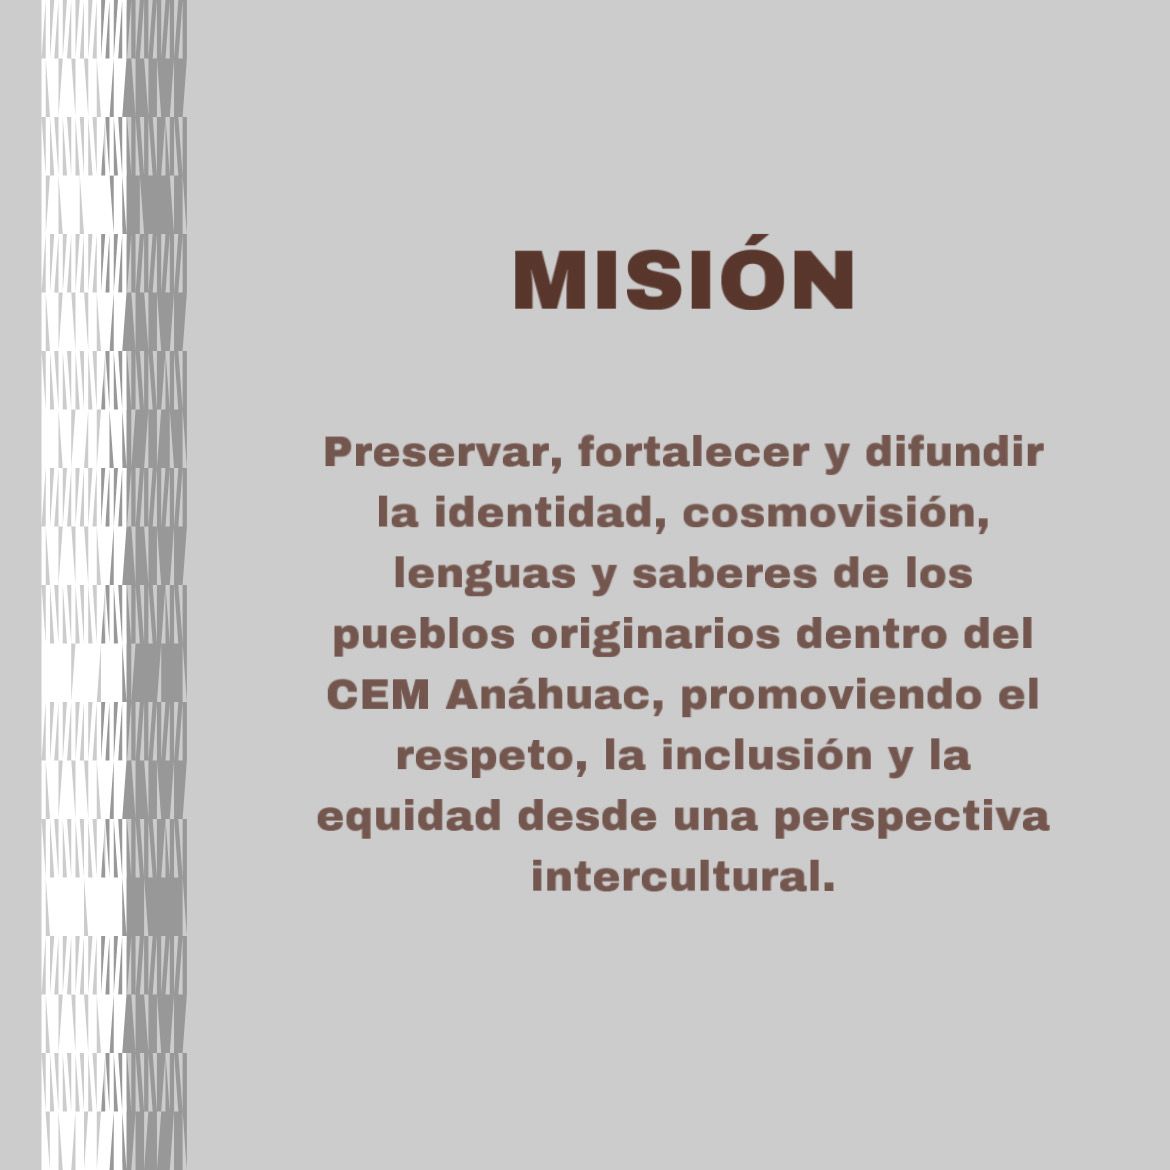 MISIÓN
Preservar, fortalecer y difundir
la identidad, cosmovisión,
lenguas y saberes de los
pueblos originarios dentro del
CEM Anáhuac, promoviendo el
respeto, la inclusión y la
equidad desde una perspectiva
intercultural.